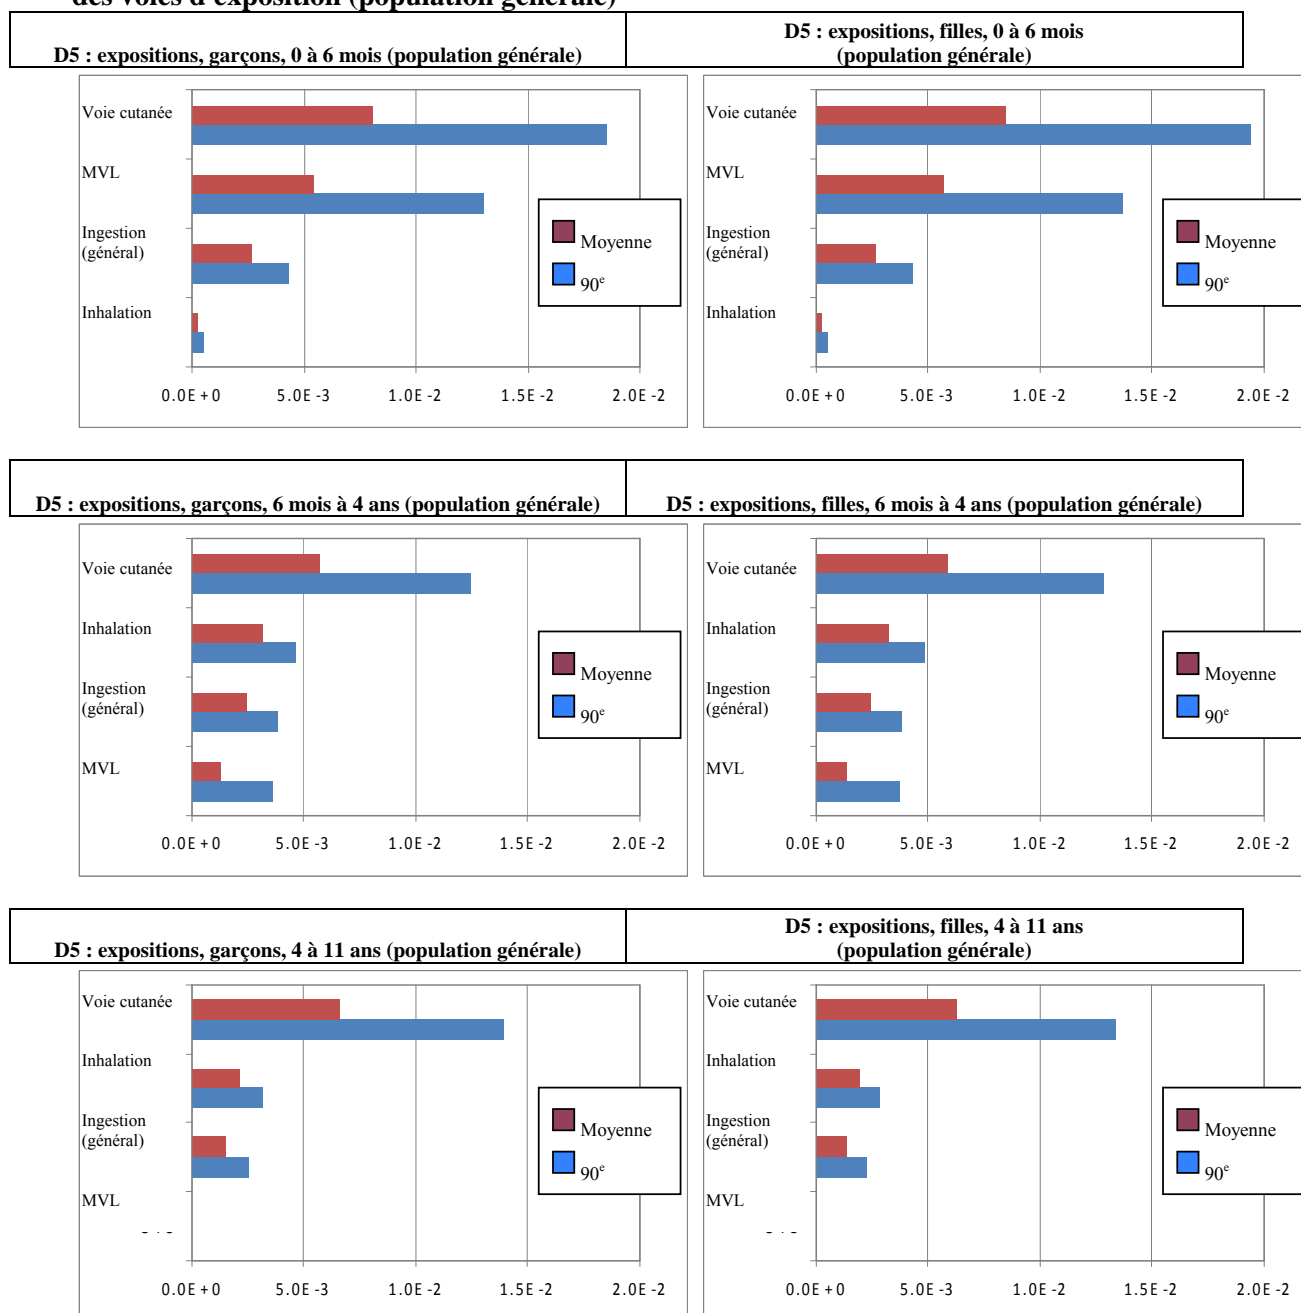 des voies d'exposition (population générale)
D5 : expositions, garçons, 0 à 6 mois (population générale)
D5 : expositions, filles, 0 à 6 mois
(population générale)
Voie cutanée
MVL
Ingestion
(général)
Inhalation
0.0E+0 5.0E-3 1.0E-2 1.5E-2 2.0E-2
Moyenne
90e
Voie cutanée
MVL
Ingestion
(général)
Inhalation
0.0E+0 5.0E-3 1.0E-2 1.5E-2 2.0E-2
Moyenne
90e
D5 : expositions, garçons, 6 mois à 4 ans (population générale)
D5 : expositions, filles, 6 mois à 4 ans (population générale)
Voie cutanée
Inhalation
Ingestion
(général)
MVL
0.0E+0 5.0E-3 1.0E-2 1.5E-2 2.0E-2
Moyenne
90e
Voie cutanée
Inhalation
Ingestion
(général)
MVL
0.0E+0 5.0E-3 1.0E-2 1.5E-2 2.0E-2
Moyenne
90e
D5 : expositions, garçons, 4 à 11 ans (population générale)
D5 : expositions, filles, 4 à 11 ans
(population générale)
Voie cutanée
Inhalation
Ingestion
(général)
MVL
0.0E+0 5.0E-3 1.0E-2 1.5E-2 2.0E-2
Moyenne
90e
Voie cutanée
Inhalation
Ingestion
(général)
MVL
0.0E+0 5.0E-3 1.0E-2 1.5E-2 2.0E-2
Moyenne
90e